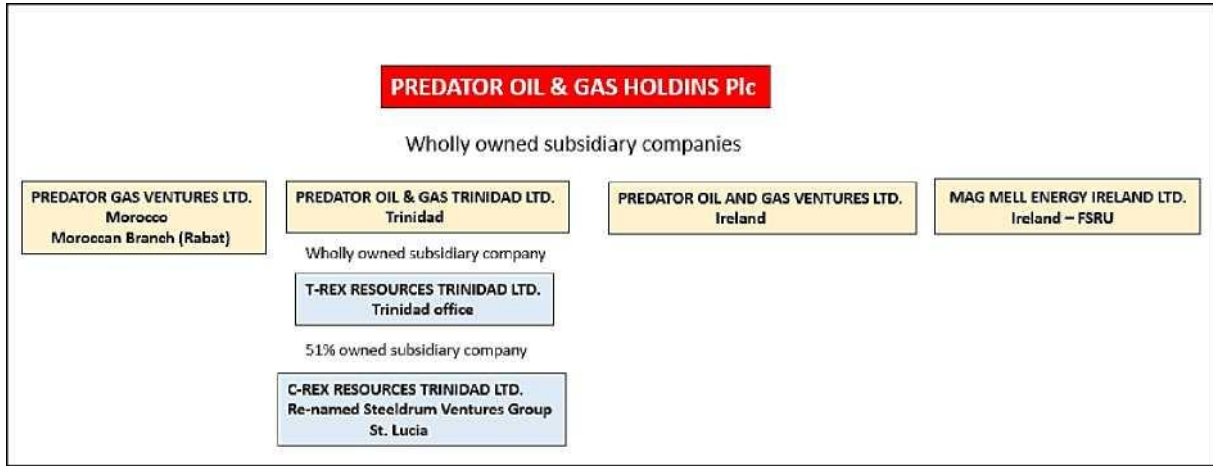 PREDATOR OIL & GAS HOLDINS Plc
Wholly owned subsidiary companies
PREDATOR GAS VENTURES LTD.
Morocco
Moroccan Branch (Rabat)
PREDATOR OIL & GAS TRINIDAD LTD.
Trinidad
PREDATOR OIL AND GAS VENTURES LTD.
Ireland
MAG MELL ENERGY IRELAND LTD.
Ireland – FSRU
Wholly owned subsidiary company
T-REX RESOURCES TRINIDAD LTD.
Trinidad office
51% owned subsidiary company
C-REX RESOURCES TRINIDAD LTD.
Re-named Steeldrum Ventures Group
St. Lucia